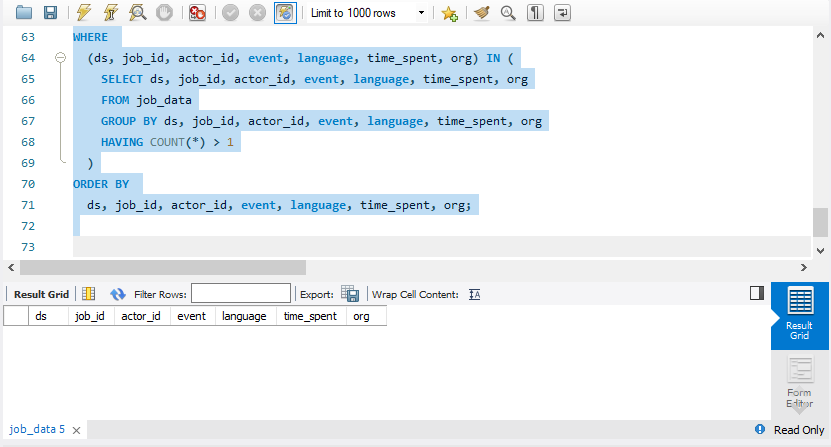 Limit to 1000 rows
63 WHERE
64 (ds, job_id, actor_id, event, language, time_spent, org) IN (
65 SELECT ds, job_id, actor_id, event, language, time_spent, org
66 FROM job_data
67 GROUP BY ds, job_id, actor_id, event, language, time_spent, org
68 HAVING COUNT(*) > 1
69 )
70 ORDER BY
71 ds, job_id, actor_id, event, language, time_spent, org;
72
73
Result Grid Filter Rows: Export: Wrap Cell Content: IA
ds job_id actor_id event language time_spent org
Result
Grid
Form
Editor
job_data 5 × Read Only